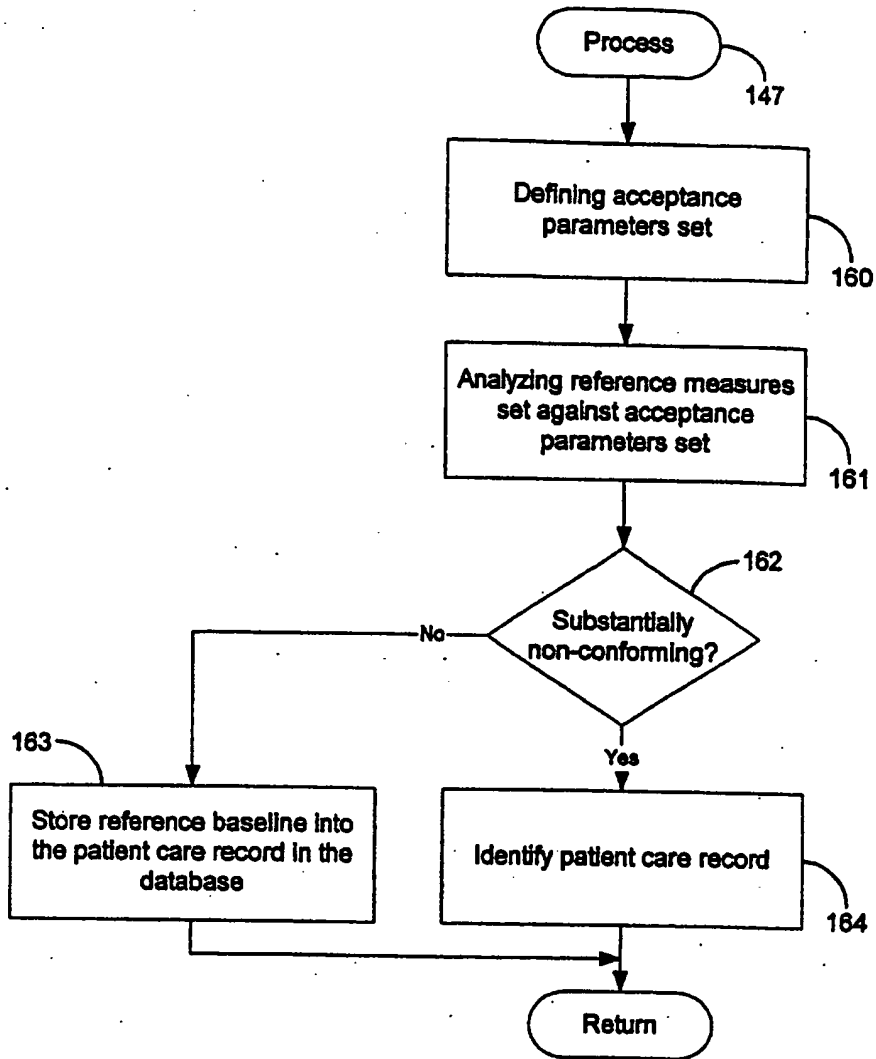 Process
147
Defining acceptance
parameters set
160
Analyzing reference measures
set against acceptance
parameters set
161
162
Substantially
non-conforming?
No
Yes
163
Store reference baseline into
the patient care record in the
database
Identify patient care record
164
Return